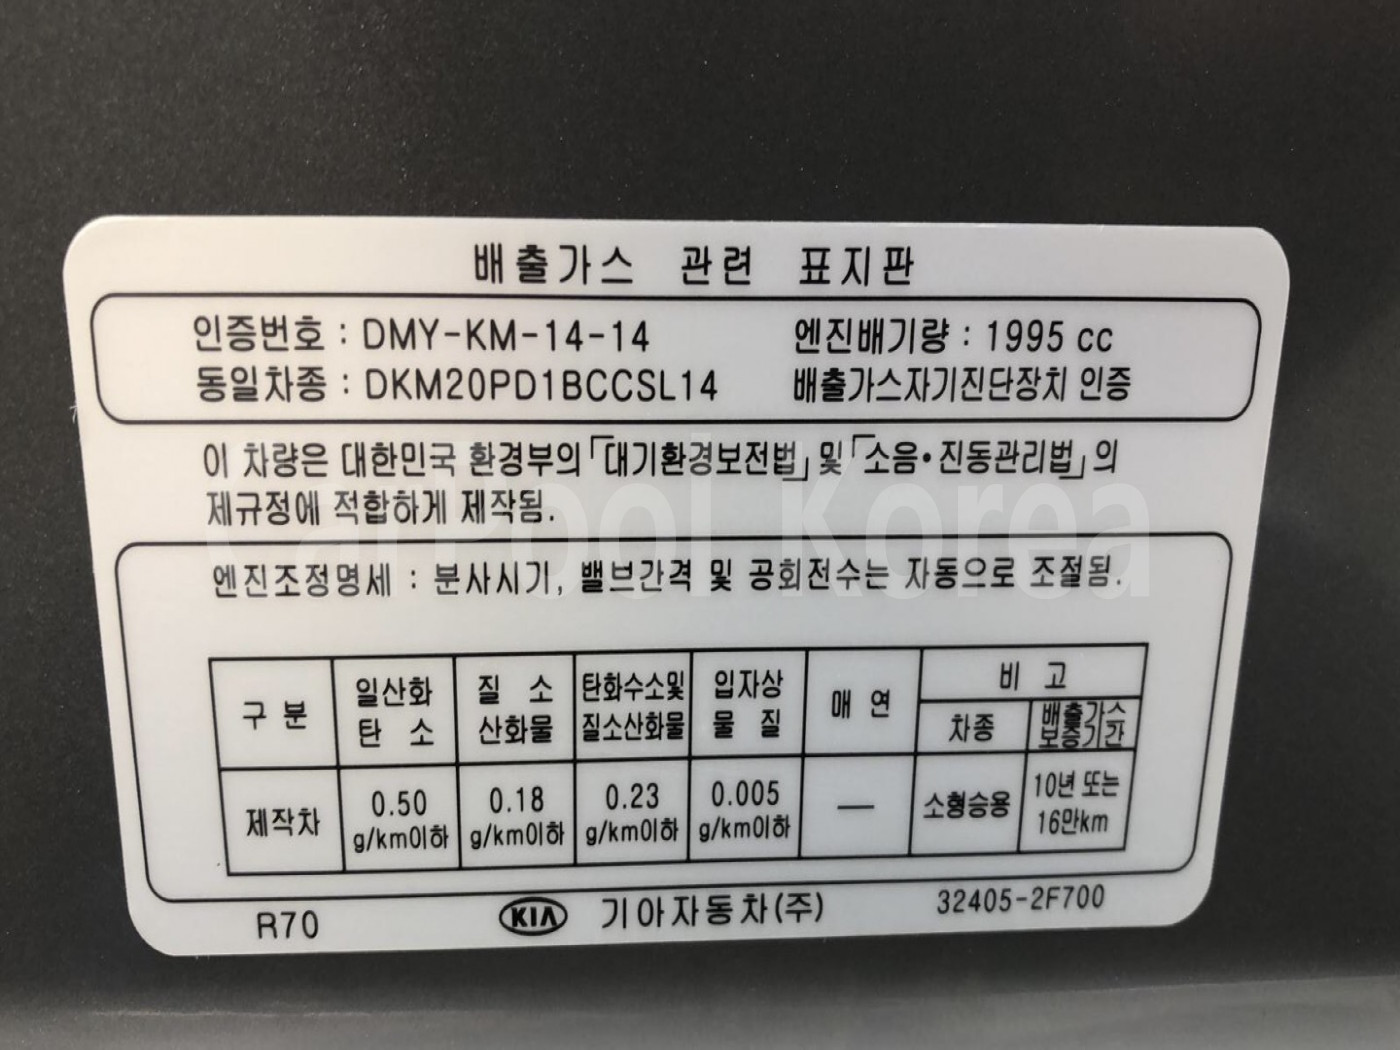 배출가스 관련 표지판
인증번호 : DMY-KM-14-14 엔진배기량 : 1995 cc
동일차종 : DKM20PD1BCCSL14 배출가스자기진단장치 인증
이 차량은 대한민국 환경부의「대기환경보전법」및「소음·진동관리법」의
제규정에 적합하게 제작됨.
CarPool Korea
엔진조정명세 : 분사시기, 밸브간격 및 공회전수는 자동으로 조절됨.
구 분 일산화 탄 소 질 소 산화물 탄화수소및 질소산화물 입자상 물 질 매 연 비 고
차종 배출가스 보증기간
제작차 0.50 g/km이하 0.18 g/km이하 0.23 g/km이하 0.005 g/km이하 — 소형승용 10년 또는 16만km
R70 KIA 기아자동차(주) 32405-2F700